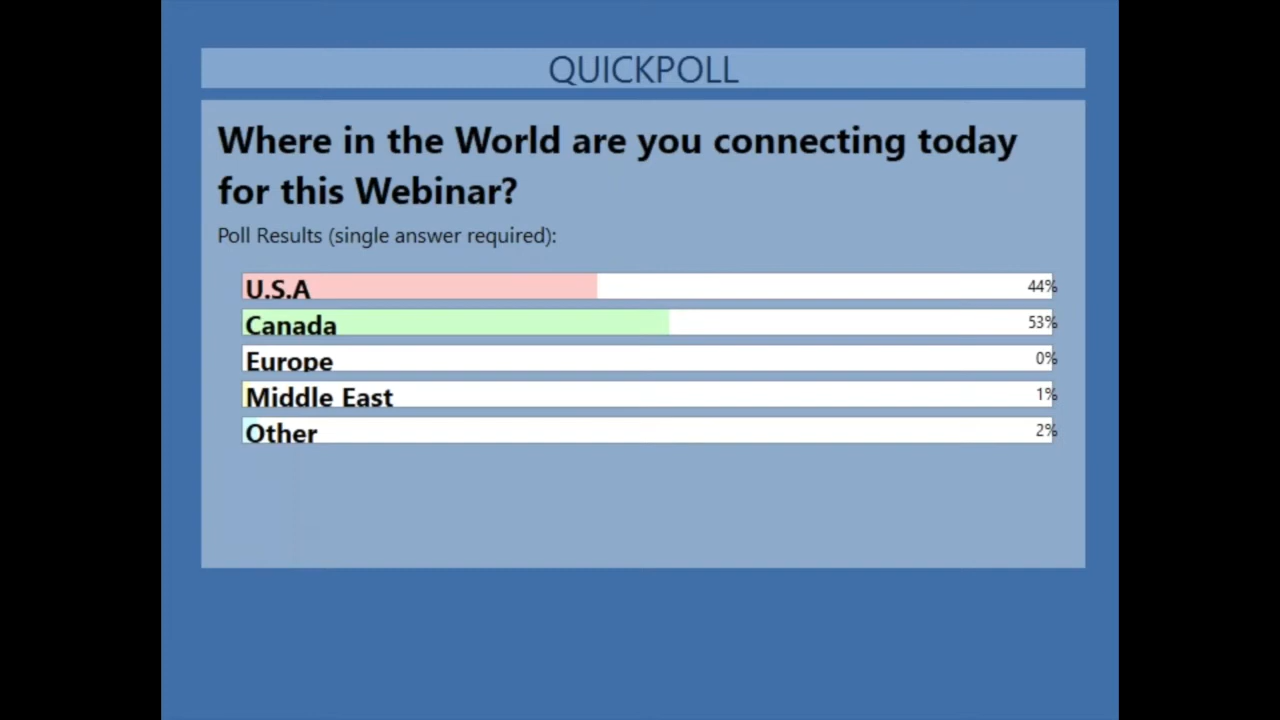 QUICKPOLL
Where in the World are you connecting today
for this Webinar?
Poll Results (single answer required):
U.S.A 44%
Canada 53%
Europe 0%
Middle East 1%
Other 2%